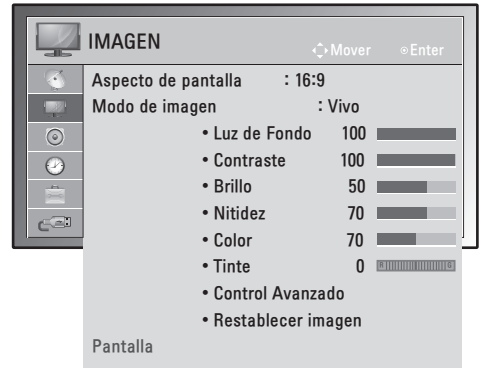 IMAGEN
Mover Enter
Aspecto de pantalla : 16:9
Modo de imagen : Vivo
• Luz de Fondo 100
• Contraste 100
• Brillo 50
• Nitidez 70
• Color 70
• Tinte 0
• Control Avanzado
• Restablecer imagen
Pantalla